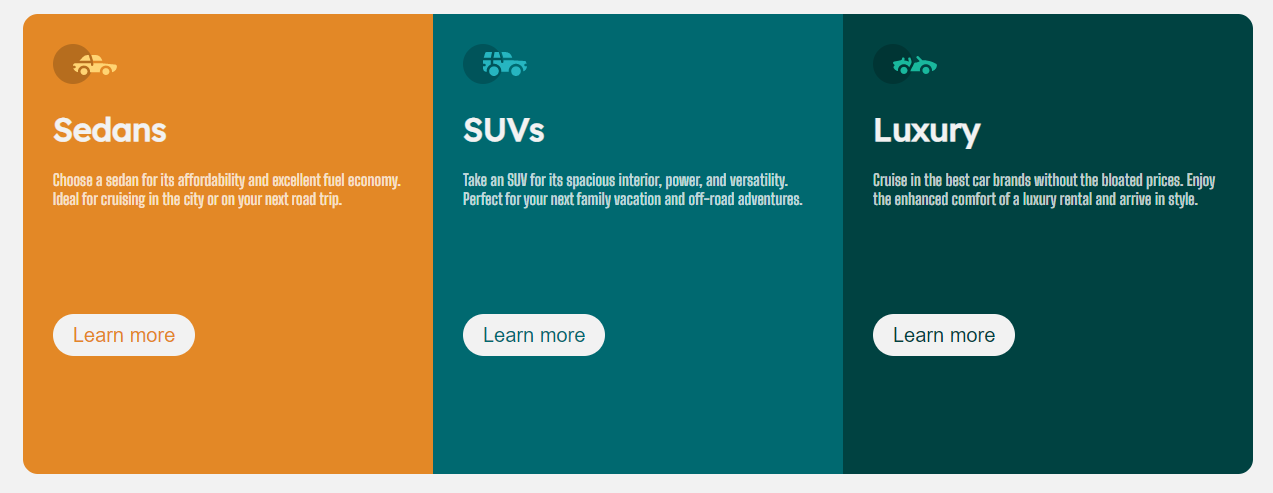 Sedans
Choose a sedan for its affordability and excellent fuel economy.
Ideal for cruising in the city or on your next road trip.
Learn more
SUVs
Take an SUV for its spacious interior, power, and versatility.
Perfect for your next family vacation and off-road adventures.
Learn more
Luxury
Cruise in the best car brands without the bloated prices. Enjoy
the enhanced comfort of a luxury rental and arrive in style.
Learn more